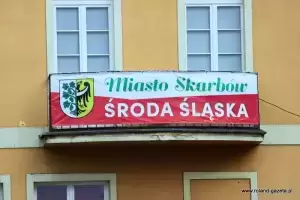 Miasto Skarbów
ŚRODA ŚLĄSKA
www.roland-gazeta.pl